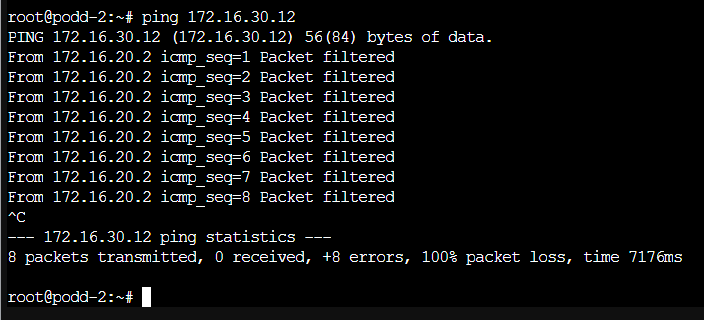 root@podd-2:~# ping 172.16.30.12
PING 172.16.30.12 (172.16.30.12) 56(84) bytes of data.
From 172.16.20.2 icmp_seq=1 Packet filtered
From 172.16.20.2 icmp_seq=2 Packet filtered
From 172.16.20.2 icmp_seq=3 Packet filtered
From 172.16.20.2 icmp_seq=4 Packet filtered
From 172.16.20.2 icmp_seq=5 Packet filtered
From 172.16.20.2 icmp_seq=6 Packet filtered
From 172.16.20.2 icmp_seq=7 Packet filtered
From 172.16.20.2 icmp_seq=8 Packet filtered
^C
--- 172.16.30.12 ping statistics ---
8 packets transmitted, 0 received, +8 errors, 100% packet loss, time 7176ms
root@podd-2:~#